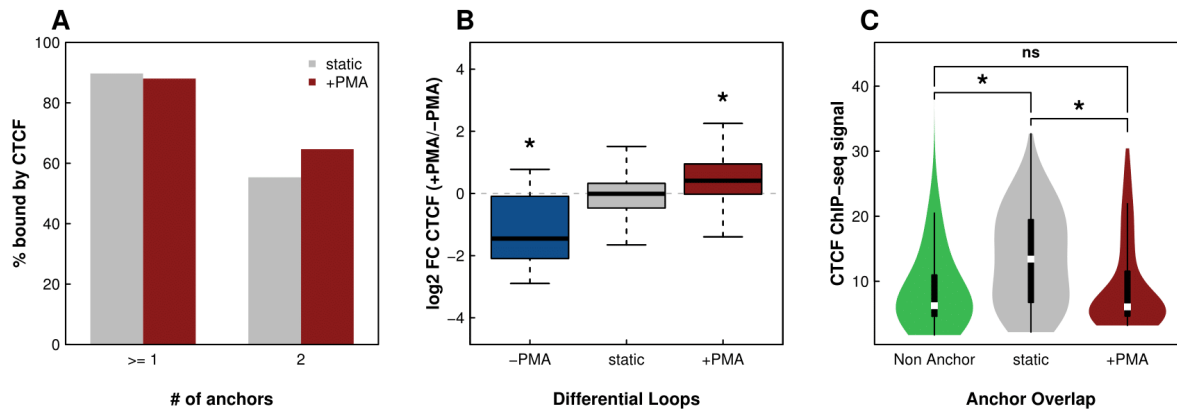 A
% bound by CTCF
100
80
60
40
20
0
static
+PMA
>= 1
2
# of anchors
B
log2 FC CTCF (+PMA/−PMA)
4
2
0
−2
−4
*
*
−PMA
static
+PMA
Differential Loops
C
CTCF ChIP−seq signal
40
30
20
10
ns
*
*
Non Anchor
static
+PMA
Anchor Overlap